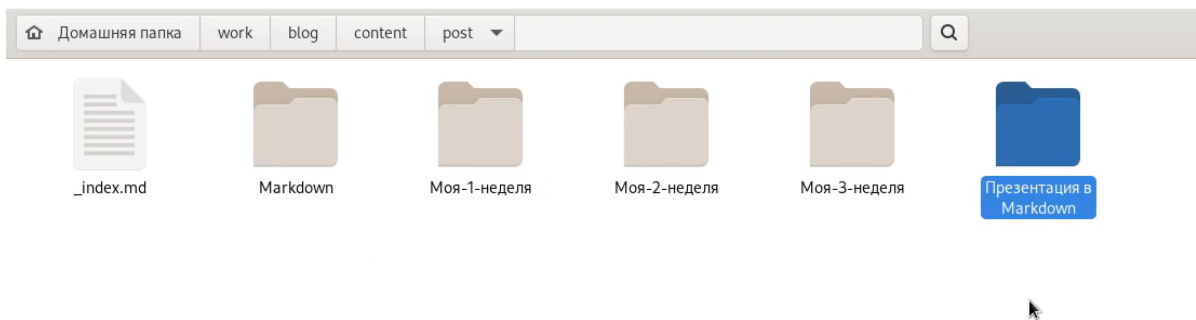 Домашняя папка work blog content post
_index.md Markdown Моя-1-неделя Моя-2-неделя Моя-3-неделя Презентация в
Markdown